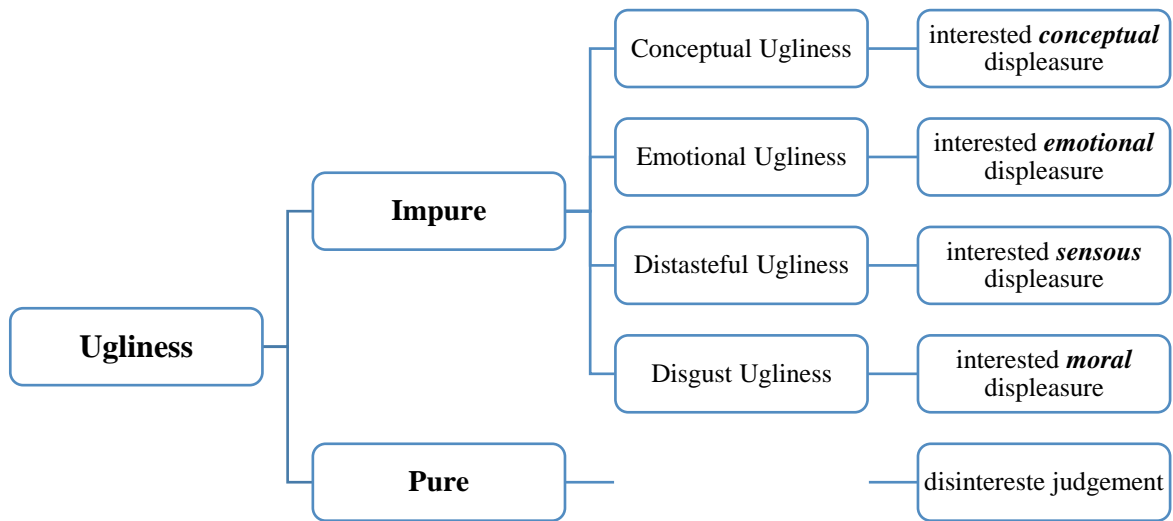 Conceptual Ugliness
interested conceptual
displeasure
Emotional Ugliness
interested emotional
displeasure
Impure
Distasteful Ugliness
interested sensous
displeasure
Ugliness
Disgust Ugliness
interested moral
displeasure
Pure
disintereste judgement